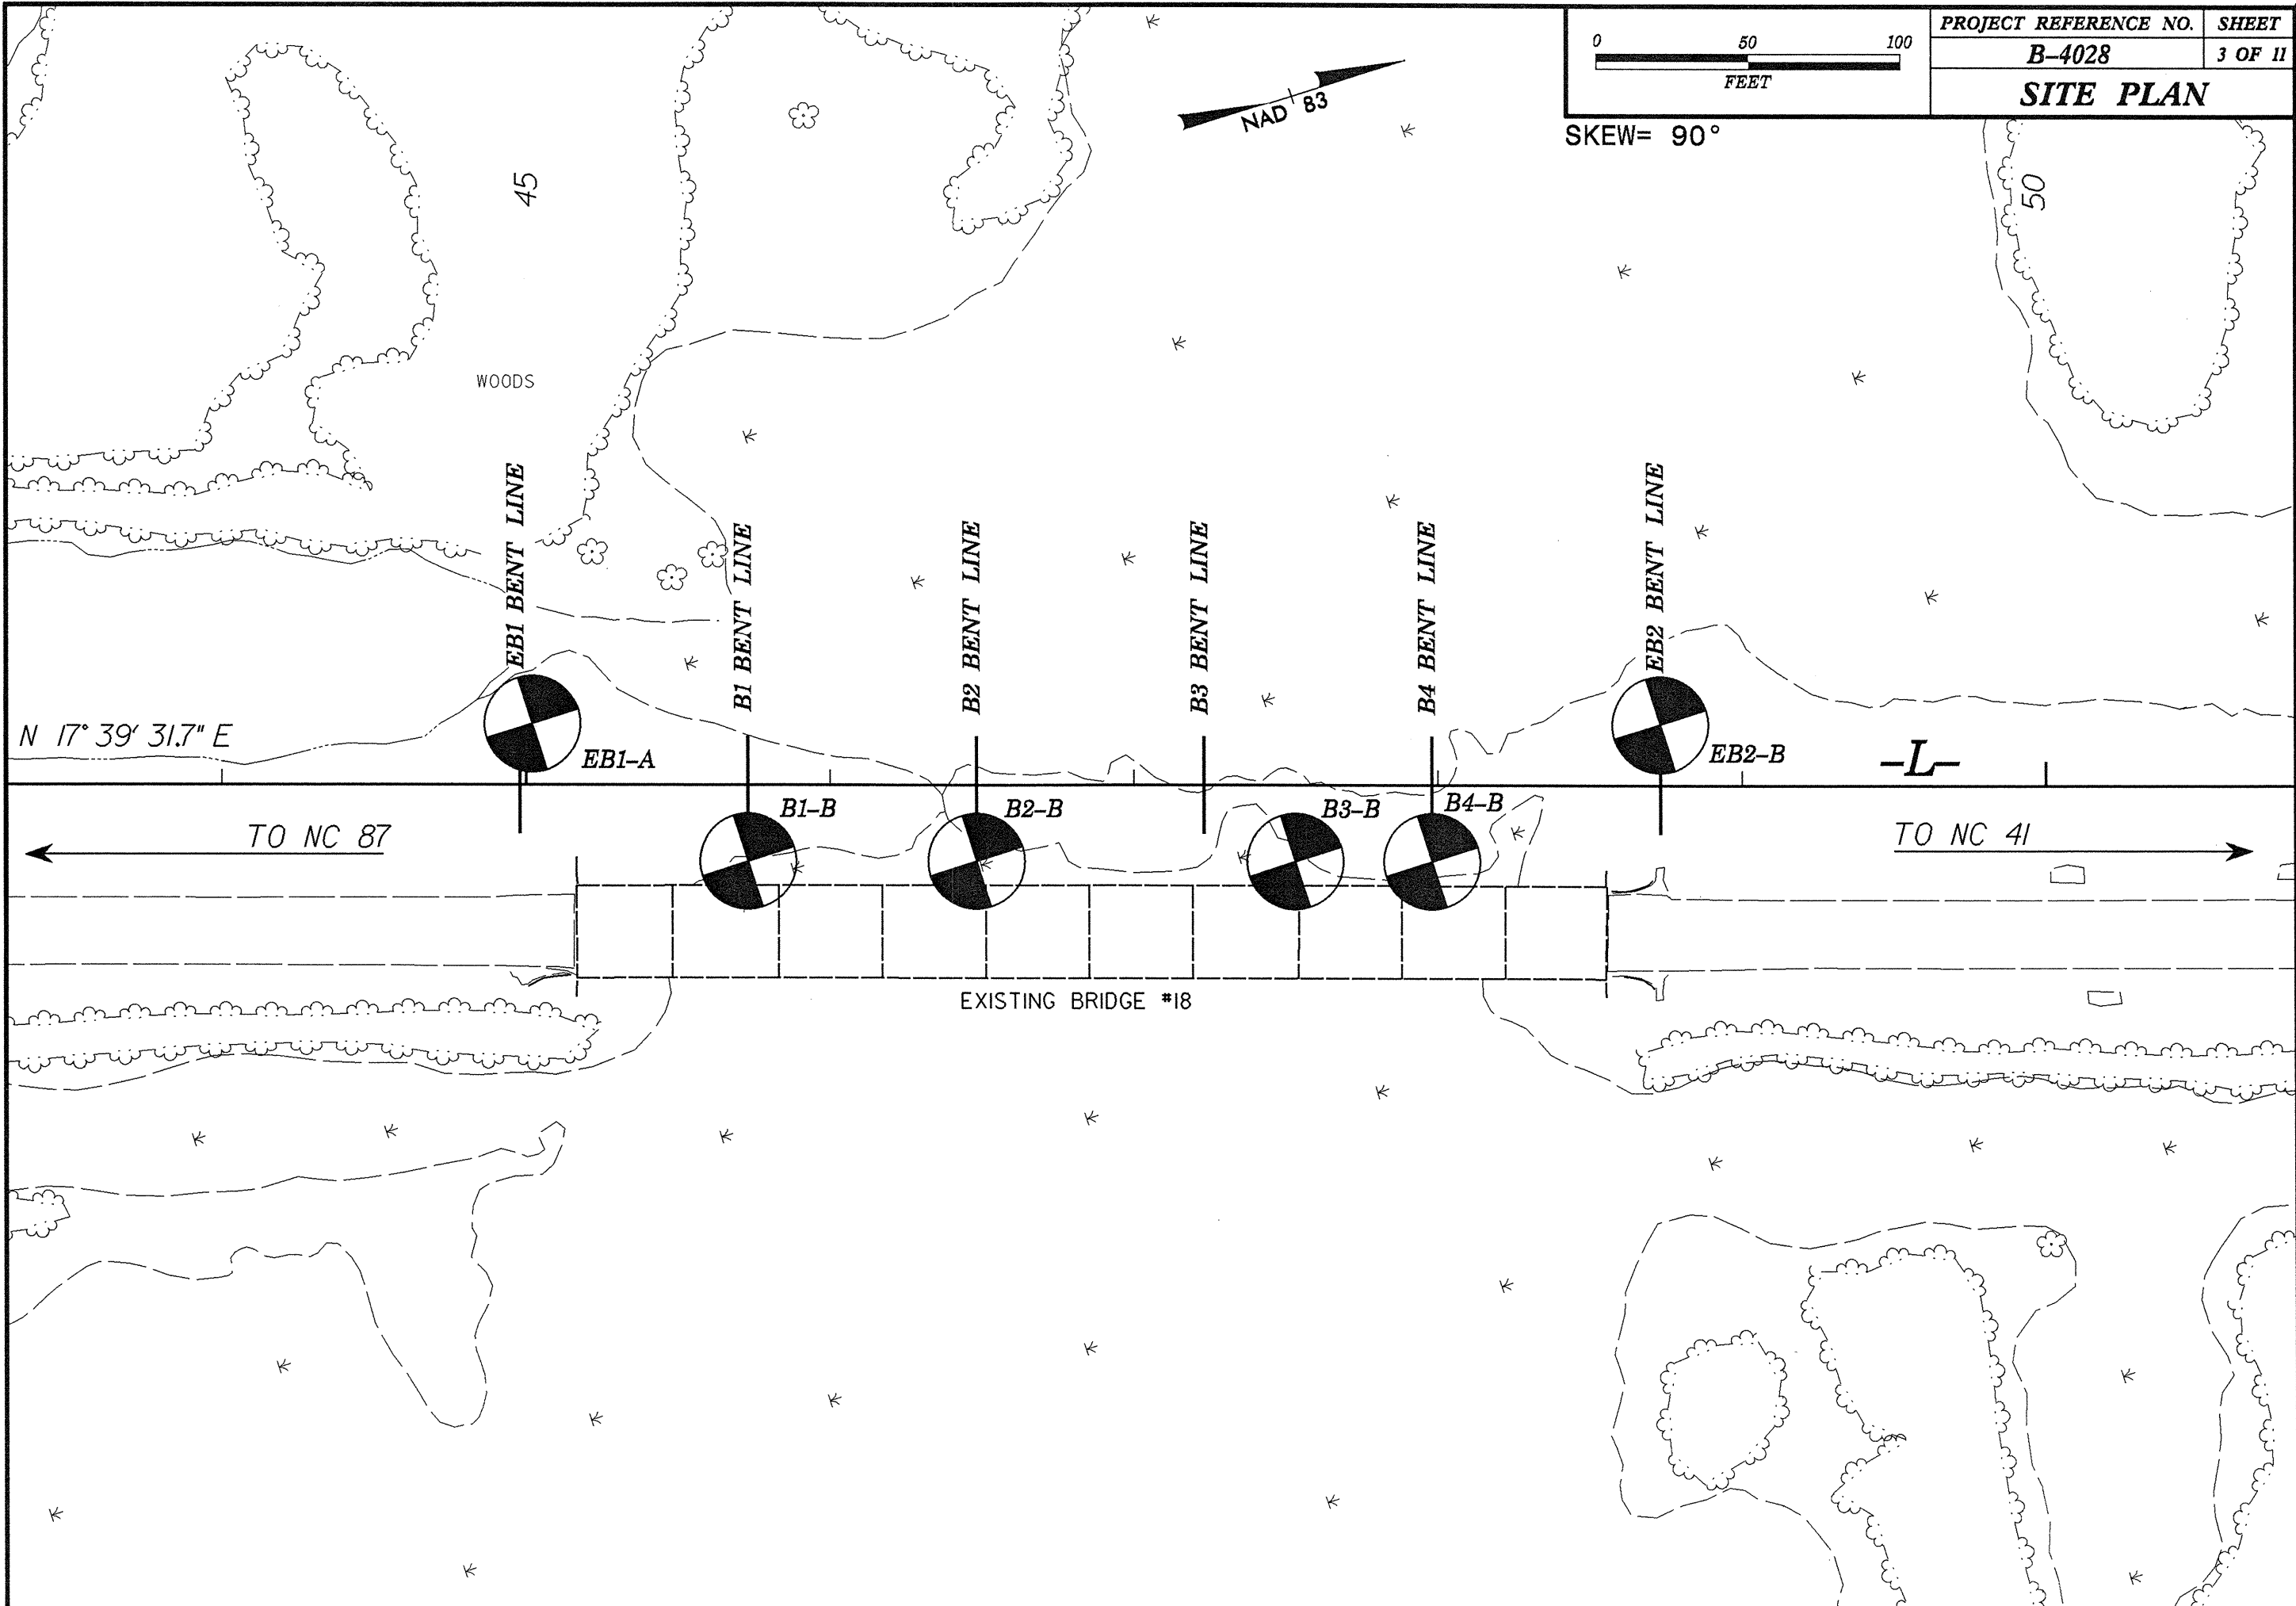 PROJECT REFERENCE NO.
SHEET
B-4028
3 OF 11
SITE PLAN
0 50 100
FEET
SKEW= 90°
NAD 83
45
50
WOODS
EB1 BENT LINE
B1 BENT LINE
B2 BENT LINE
B3 BENT LINE
B4 BENT LINE
EB2 BENT LINE
N 17° 39' 31.7" E
EB1-A
EB2-B
-L-
B1-B
B2-B
B3-B
B4-B
TO NC 87
TO NC 41
EXISTING BRIDGE #18